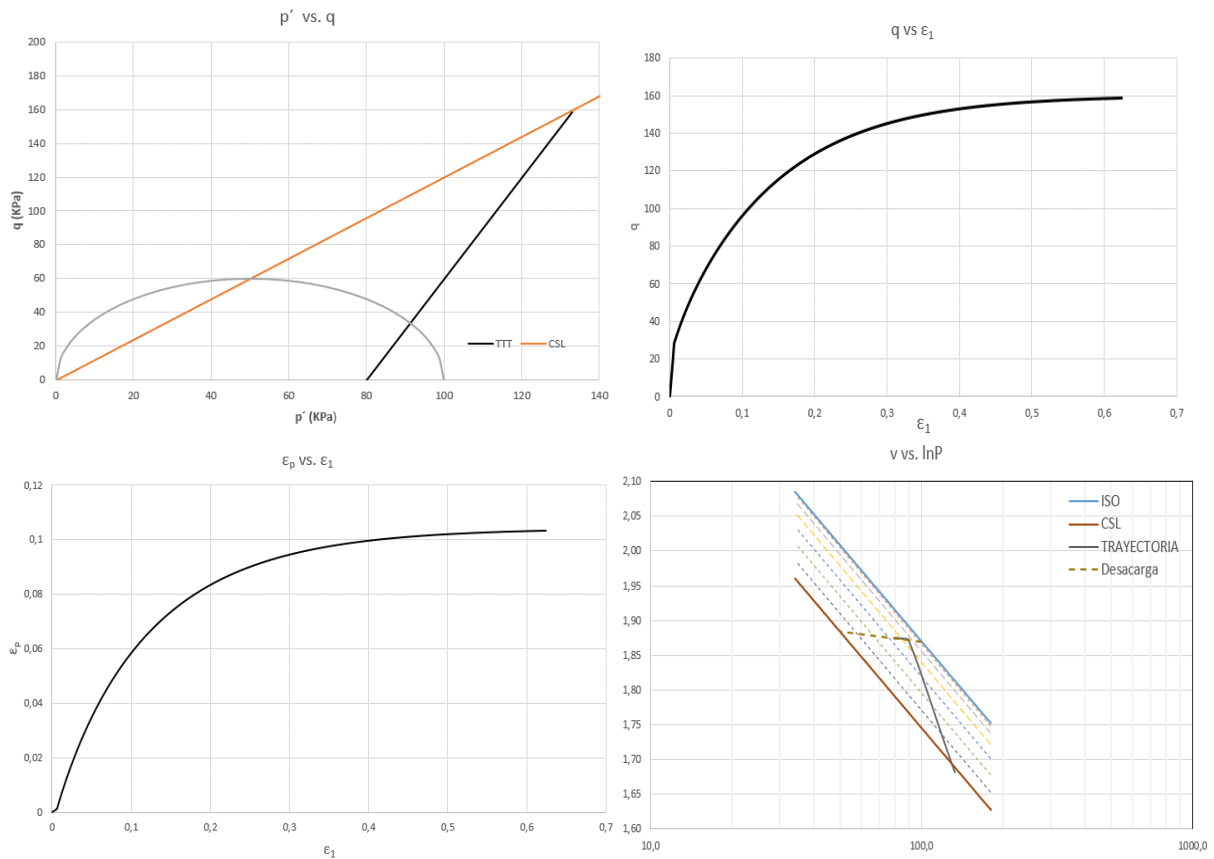 p´ vs. q
200
180
160
140
120
100
80
60
40
20
0
q (KPa)
TTT
CSL
0 20 40 60 80 100 120 140
p´ (KPa)
q vs ε1
180
160
140
120
100
80
60
40
20
0
q
0 0,1 0,2 0,3 0,4 0,5 0,6 0,7
ε1
εp vs. ε1
0,12
0,1
0,08
0,06
0,04
0,02
0
εp
0 0,1 0,2 0,3 0,4 0,5 0,6 0,7
ε1
v vs. lnP
2,10
2,05
2,00
1,95
1,90
1,85
1,80
1,75
1,70
1,65
1,60
ISO
CSL
TRAYECTORIA
Desacarga
10,0 100,0 1000,0